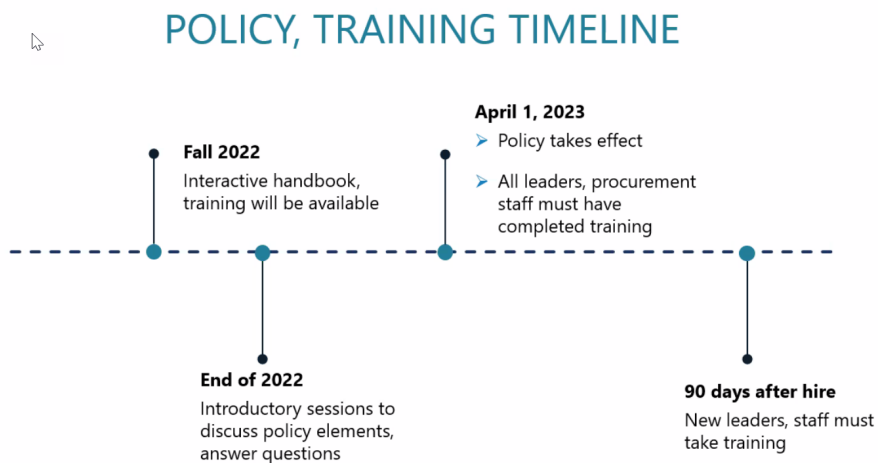 POLICY, TRAINING TIMELINE
Fall 2022
Interactive handbook,
training will be available
April 1, 2023
Policy takes effect
All leaders, procurement
staff must have
completed training
End of 2022
Introductory sessions to
discuss policy elements,
answer questions
90 days after hire
New leaders, staff must
take training